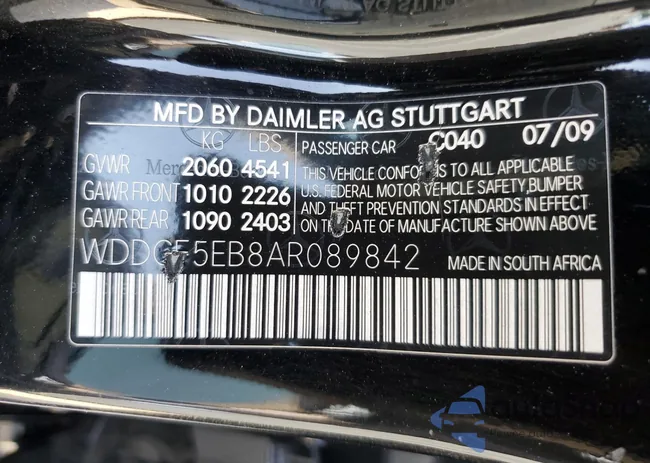 MFD BY DAIMLER AG STUTTGART
KG LBS PASSENGER CAR C040 07/09
GVWR 2060 4541 THIS VEHICLE CONFORMS TO ALL APPLICABLE
GAWR FRONT 1010 2226 U.S. FEDERAL MOTOR VEHICLE SAFETY, BUMPER
GAWR REAR 1090 2403 AND THEFT PREVENTION STANDARDS IN EFFECT
ON THE DATE OF MANUFACTURE SHOWN ABOVE
WDDGF5EB8AR089842 MADE IN SOUTH AFRICA